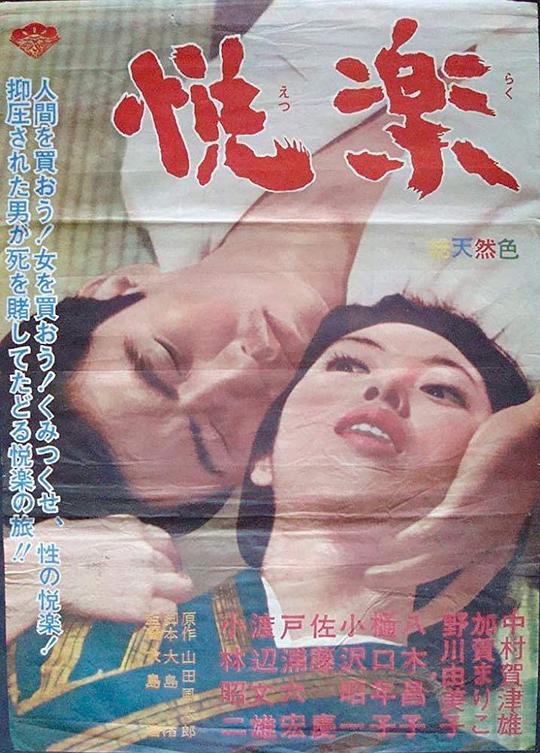 悦楽
えつ
らく
総天然色
人間を買おう！女を買おう！くみつくせ、性の悦楽！
抑圧された男が死を賭してたどる悦楽の旅!!
中村賀津雄
加賀まりこ
野川由美子
八木昌子
樋口年子
小沢昭一
佐藤慶
戸浦六宏
渡辺文雄
小林昭二
原作 山田風太郎
脚本 大島渚
大島